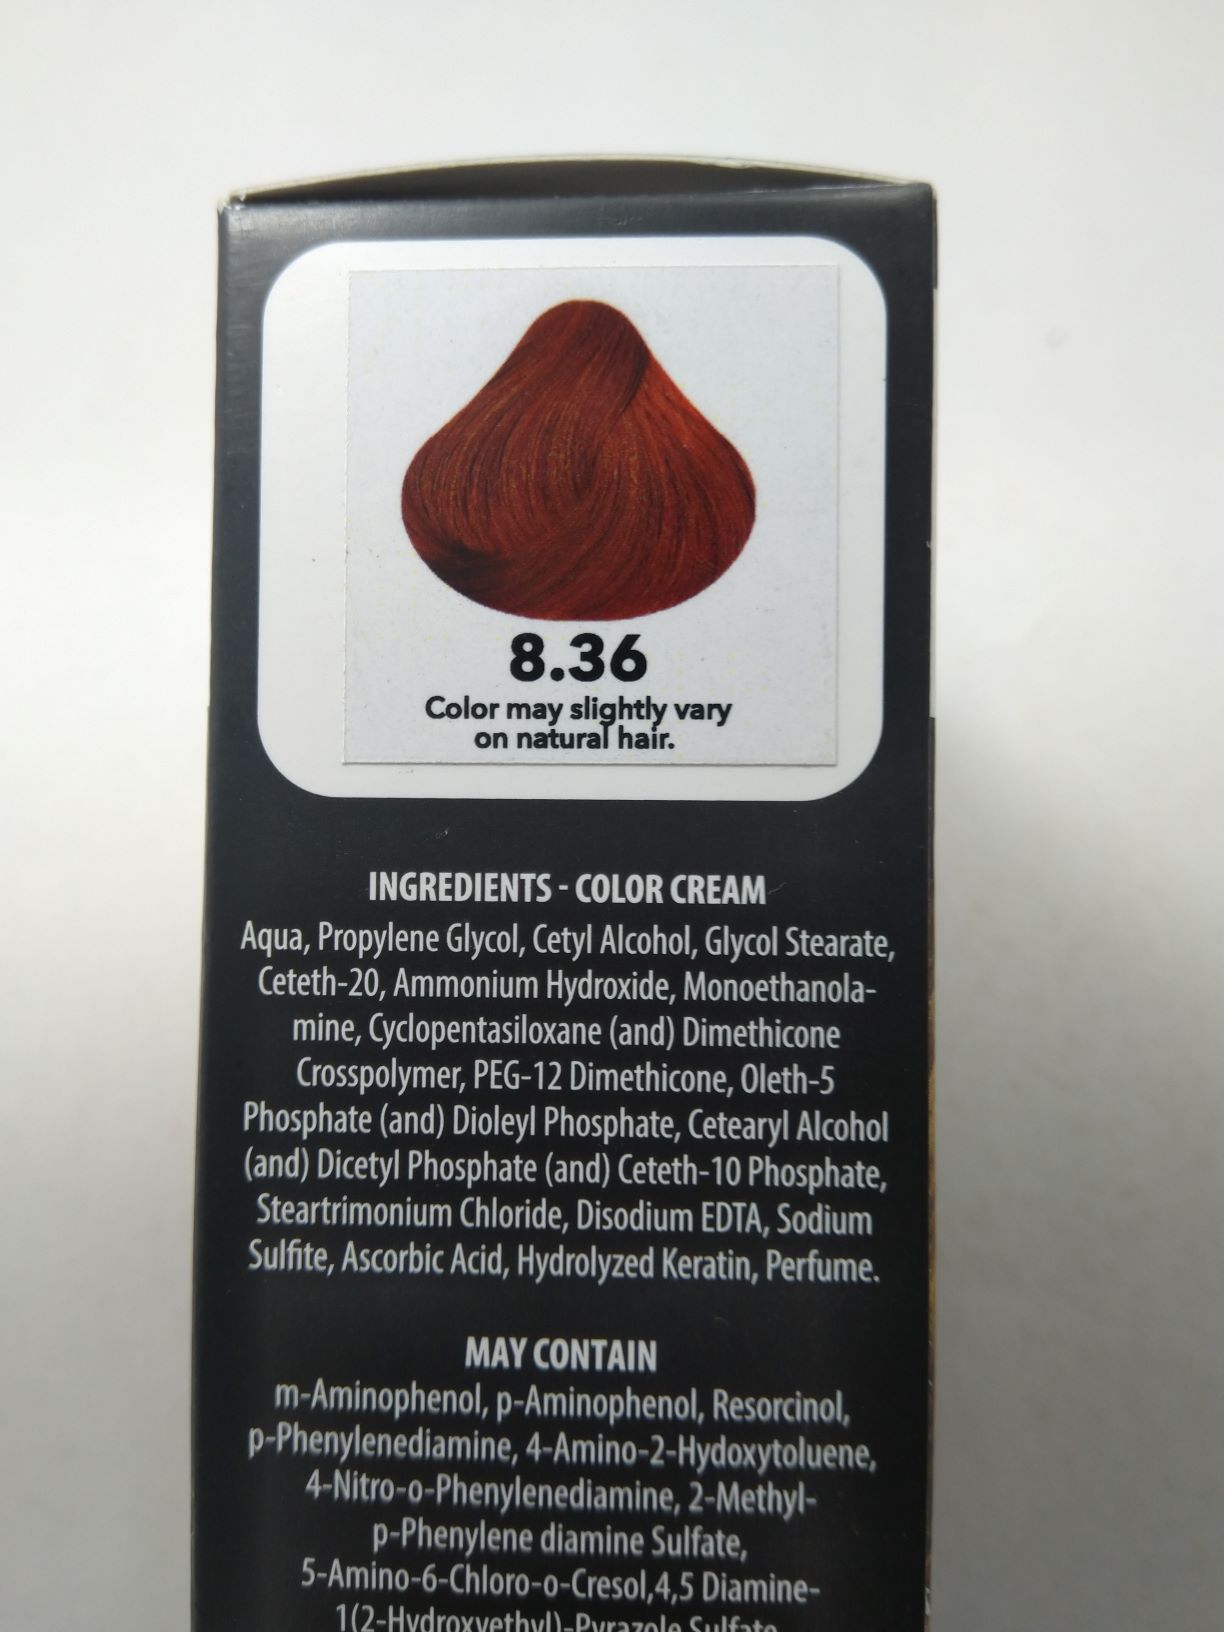 8.36
Color may slightly vary
on natural hair.
INGREDIENTS - COLOR CREAM
Aqua, Propylene Glycol, Cetyl Alcohol, Glycol Stearate,
Ceteth-20, Ammonium Hydroxide, Monoethanola-
mine, Cyclopentasiloxane (and) Dimethicone
Crosspolymer, PEG-12 Dimethicone, Oleth-5
Phosphate (and) Dioleyl Phosphate, Cetearyl Alcohol
(and) Dicetyl Phosphate (and) Ceteth-10 Phosphate,
Steartrimonium Chloride, Disodium EDTA, Sodium
Sulfite, Ascorbic Acid, Hydrolyzed Keratin, Perfume.
MAY CONTAIN
m-Aminophenol, p-Aminophenol, Resorcinol,
p-Phenylenediamine, 4-Amino-2-Hydoxytoluene,
4-Nitro-o-Phenylenediamine, 2-Methyl-
p-Phenylene diamine Sulfate,
5-Amino-6-Chloro-o-Cresol,4,5 Diamine-
1(2-Hydroxyethyl)-Pyrazole Sulfate